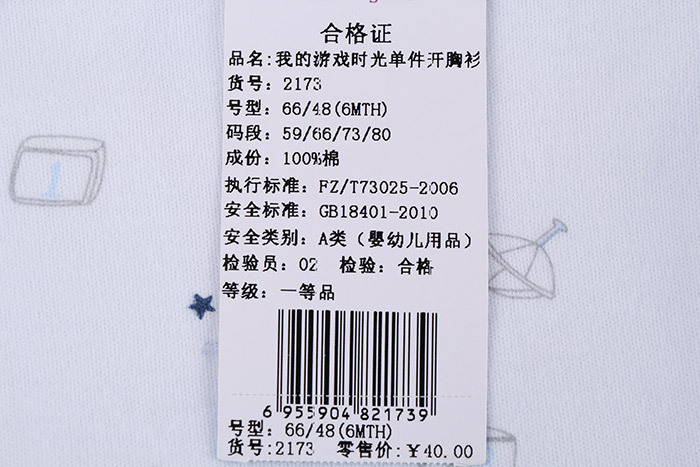 合格证
品名:我的游戏时光单件开胸衫
货号: 2173
号型: 66/48(6MTH)
码段: 59/66/73/80
成份: 100%棉
执行标准: FZ/T73025-2006
安全标准: GB18401-2010
安全类别: A类（婴幼儿用品）
检验员: 02 检验: 合格
等级: 一等品
1
6 955904 821739
号型: 66/48(6MTH)
货号:2173 零售价:¥40.00